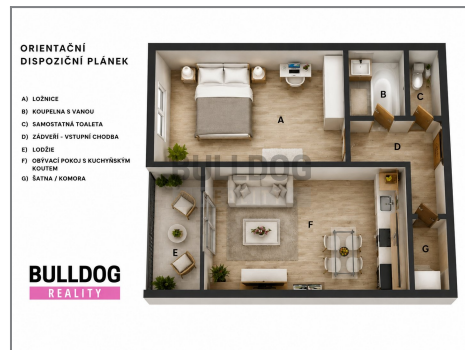 ORIENTAČNÍ
DISPOZIČNÍ PLÁNEK
A) LOŽNICE
B) KOUPELNA S VANOU
C) SAMOSTATNÁ TOALETA
D) ZÁDVEŘÍ - VSTUPNÍ CHODBA
E) LODŽIE
F) OBÝVACÍ POKOJ S KUCHYŇSKÝM
KOUTEM
G) ŠATNA / KOMORA
BULLDOG
REALITY
A
B
C
D
BULLDOG
E
F
G